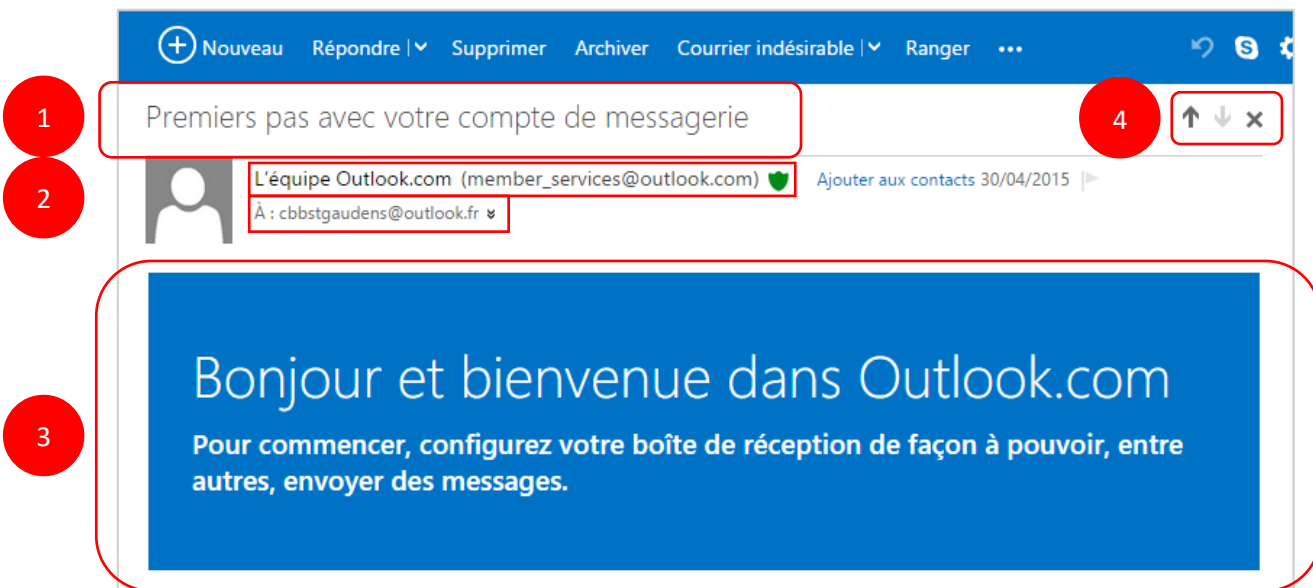 Nouveau Répondre | Supprimer Archiver Courrier indésirable | Ranger ...
1 Premiers pas avec votre compte de messagerie 4
2 L'équipe Outlook.com (member_services@outlook.com) Ajouter aux contacts 30/04/2015
À : cbbstgaudens@outlook.fr
Bonjour et bienvenue dans Outlook.com
3 Pour commencer, configurez votre boîte de réception de façon à pouvoir, entre
autres, envoyer des messages.